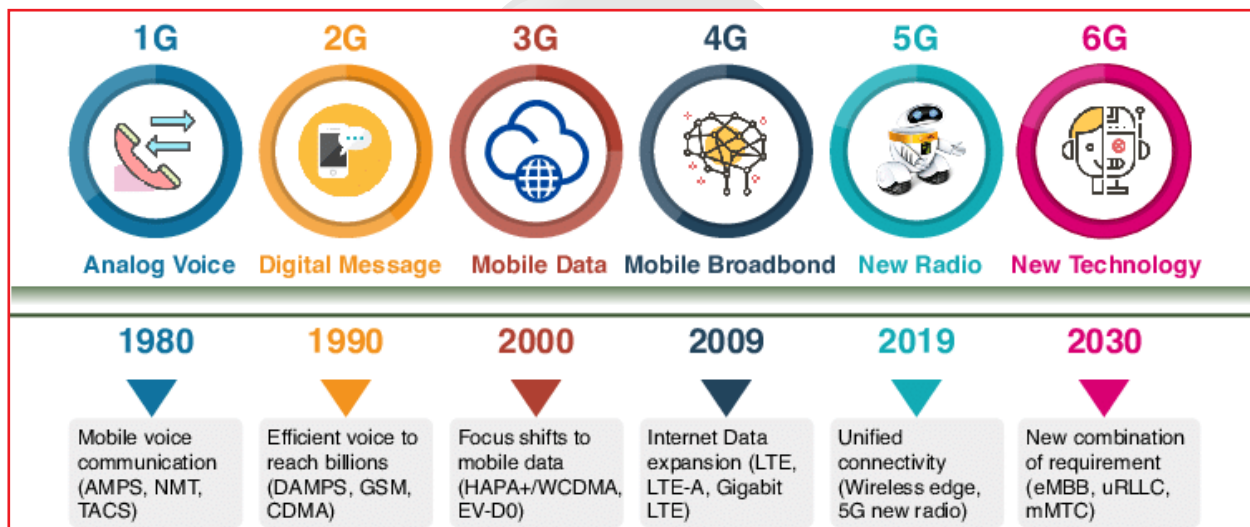 1G 2G 3G 4G 5G 6G
Analog Voice Digital Message Mobile Data Mobile Broadbond New Radio New Technology
1980 1990 2000 2009 2019 2030
Mobile voice
communication
(AMPS, NMT,
TACS)
Efficient voice to
reach billions
(DAMPS, GSM,
CDMA)
Focus shifts to
mobile data
(HAPA+/WCDMA,
EV-D0)
Internet Data
expansion (LTE,
LTE-A, Gigabit
LTE)
Unified
connectivity
(Wireless edge,
5G new radio)
New combination
of requirement
(eMBB, uRLLC,
mMTC)